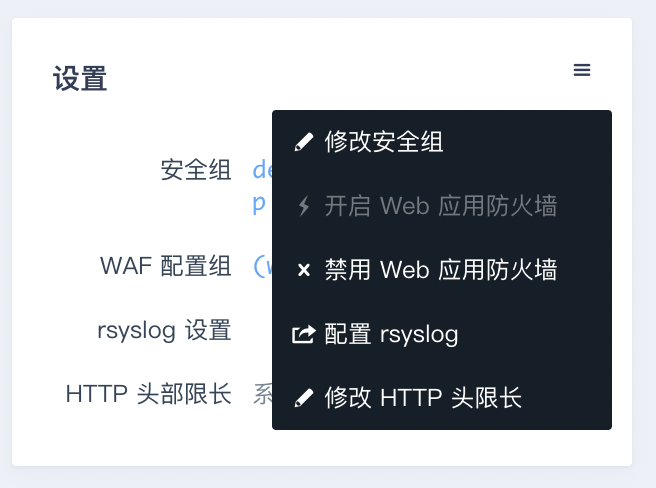 设置
安全组
修改安全组
p
开启 Web 应用防火墙
WAF 配置组
禁用 Web 应用防火墙
rsyslog 设置
配置 rsyslog
HTTP 头部限长 系
修改 HTTP 头限长